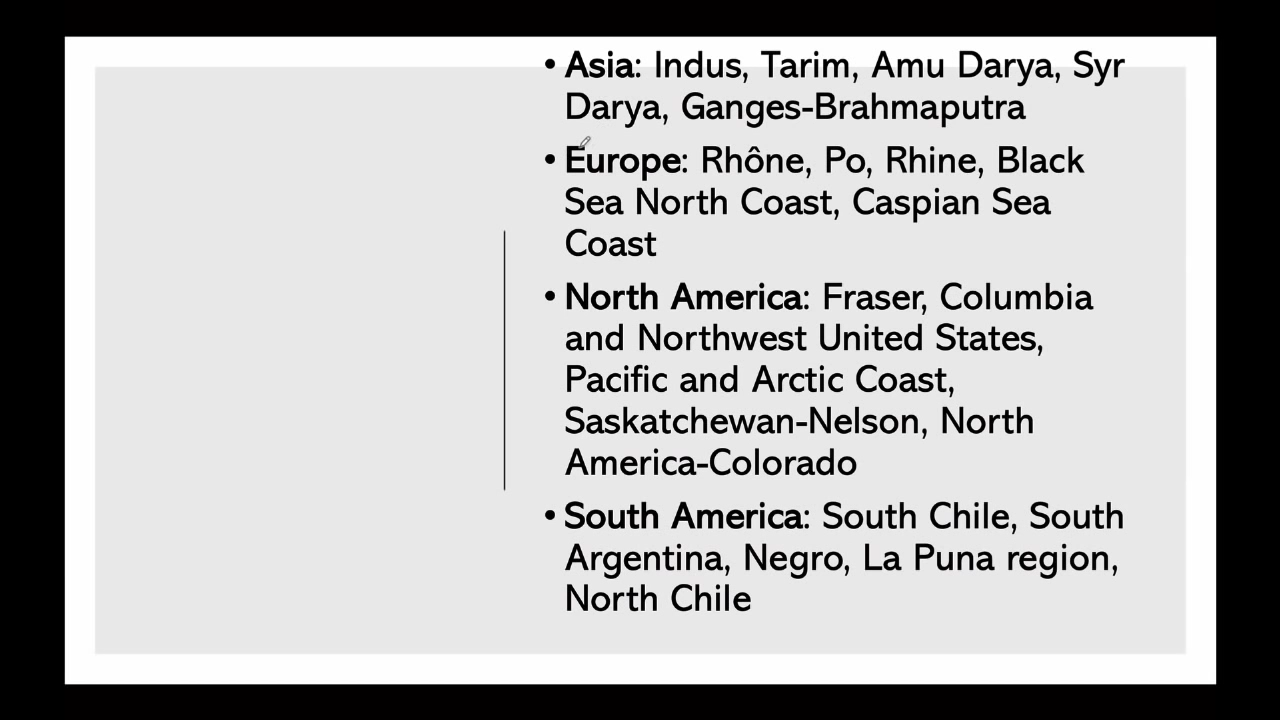 • Asia: Indus, Tarim, Amu Darya, Syr
Darya, Ganges-Brahmaputra
• Europe: Rhône, Po, Rhine, Black
Sea North Coast, Caspian Sea
Coast
• North America: Fraser, Columbia
and Northwest United States,
Pacific and Arctic Coast,
Saskatchewan-Nelson, North
America-Colorado
• South America: South Chile, South
Argentina, Negro, La Puna region,
North Chile